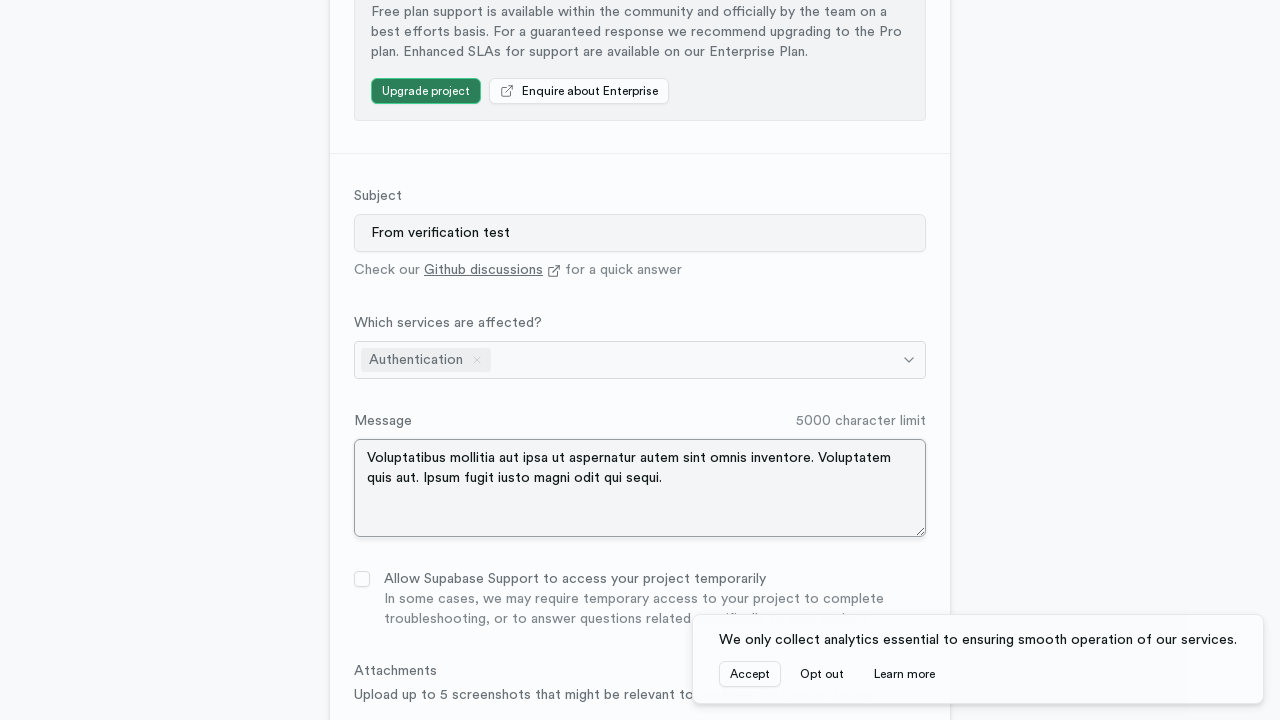 Free plan support is available within the community and officially by the team on a
best efforts basis. For a guaranteed response we recommend upgrading to the Pro
plan. Enhanced SLAs for support are available on our Enterprise Plan.
Upgrade project
Enquire about Enterprise
Subject
From verification test
Check our Github discussions for a quick answer
Which services are affected?
Authentication
Message
5000 character limit
Voluptatibus mollitia aut ipsa ut aspernatur autem sint omnis inventore. Voluptatem
quis aut. Ipsum fugit iusto magni odit qui sequi.
Allow Supabase Support to access your project temporarily
In some cases, we may require temporary access to your project to complete
troubleshooting, or to answer questions related
Attachments
Upload up to 5 screenshots that might be relevant to
We only collect analytics essential to ensuring smooth operation of our services.
Accept
Opt out
Learn more